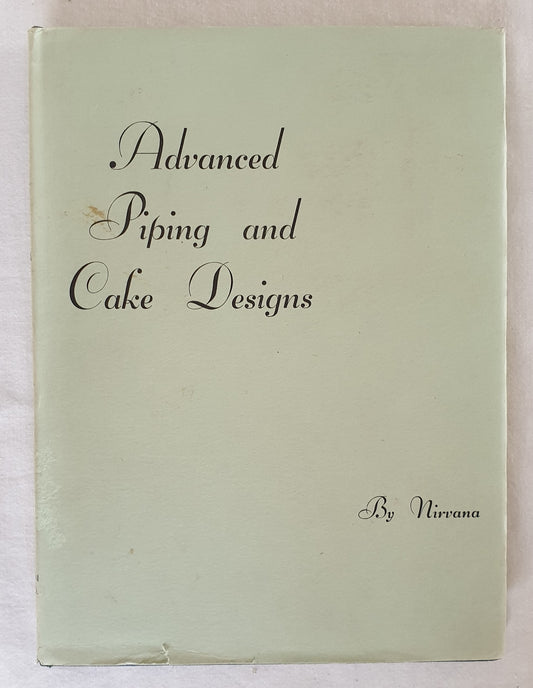 Advanced
Piping and
Cake Designs
By Nirvana